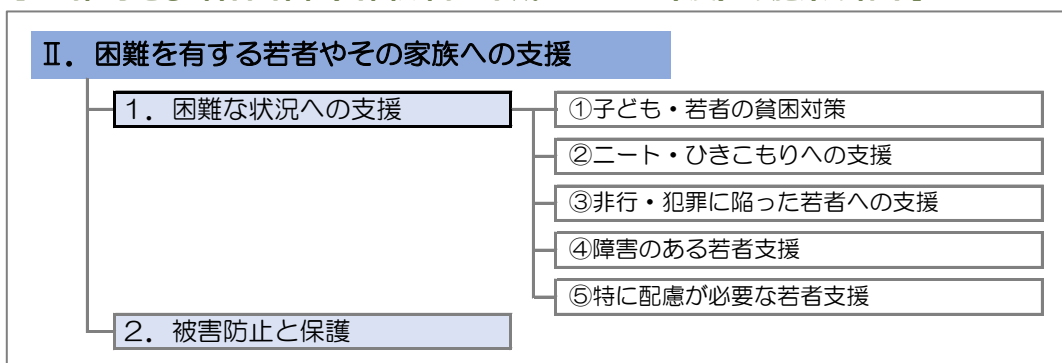 Ⅱ．困難を有する若者やその家族への支援
１．困難な状況への支援
①子ども・若者の貧困対策
②ニート・ひきこもりへの支援
③非行・犯罪に陥った若者への支援
④障害のある若者支援
⑤特に配慮が必要な若者支援
２．被害防止と保護